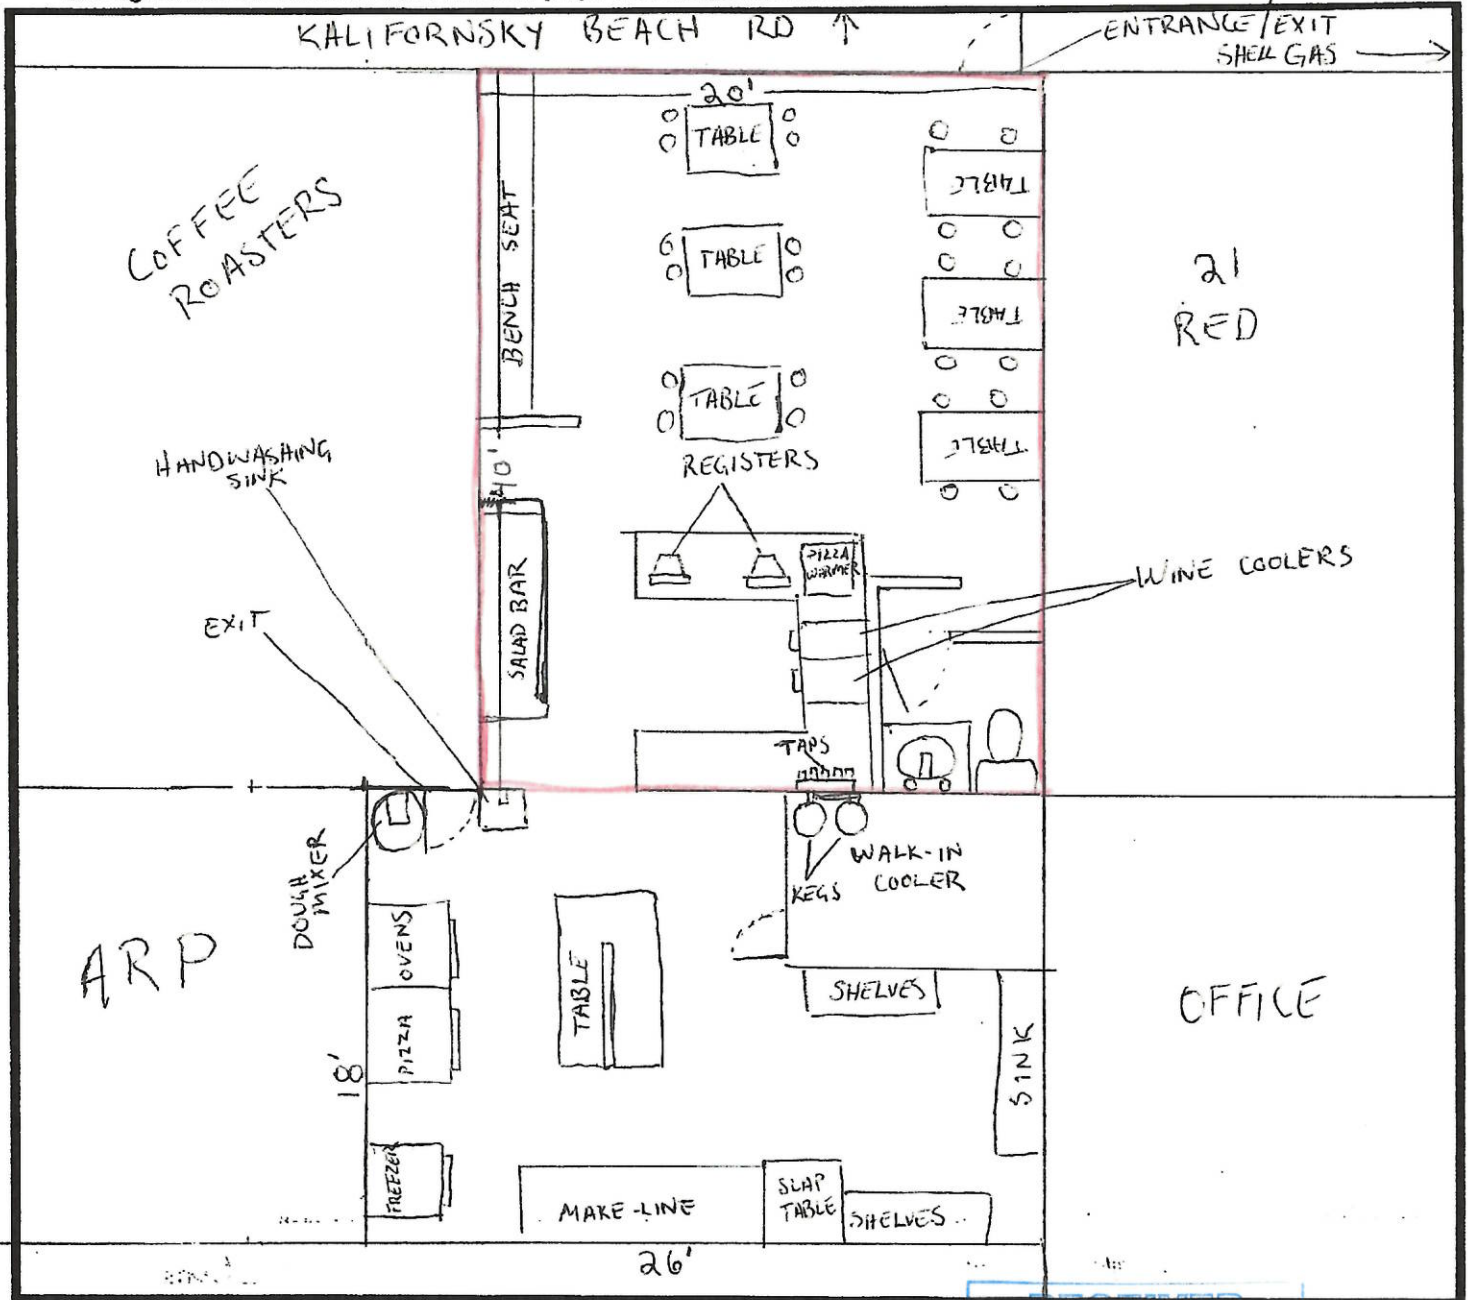 KALIFORNSKY BEACH RD ↑
ENTRANCE/EXIT
SHELL GAS →
20'
TABLE
TABLE
COFFEE
ROASTERS
BENCH SEAT
TABLE
TABLE
21
RED
TABLE
TABLE
HANDWASHING
SINK
40'
REGISTERS
TABLE
PIZZA
WARMER
WINE COOLERS
SALAD BAR
EXIT
TAPS
DOUGH
MIXER
KEGS
WALK-IN
COOLER
ARP
OVENS
PIZZA
TABLE
SHELVES
OFFICE
SINK
18'
FREEZER
MAKE-LINE
SLAP
TABLE
SHELVES
26'